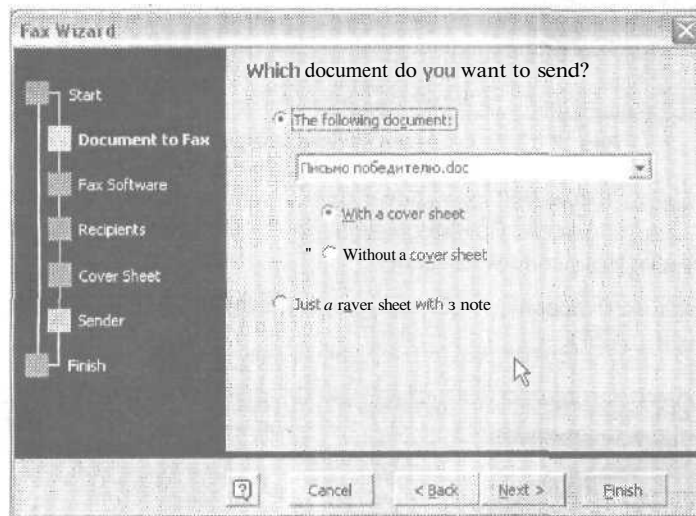 Fax Wizard
Start
Document to Fax
Fax Software
Recipients
Cover Sheet
Sender
Finish
Which document do you want to send?
The following document:
Письмо победителю.doc
With a cover sheet
" Without a cover sheet
Just a raver sheet with з note
Cancel
< Back
Next >
Finish